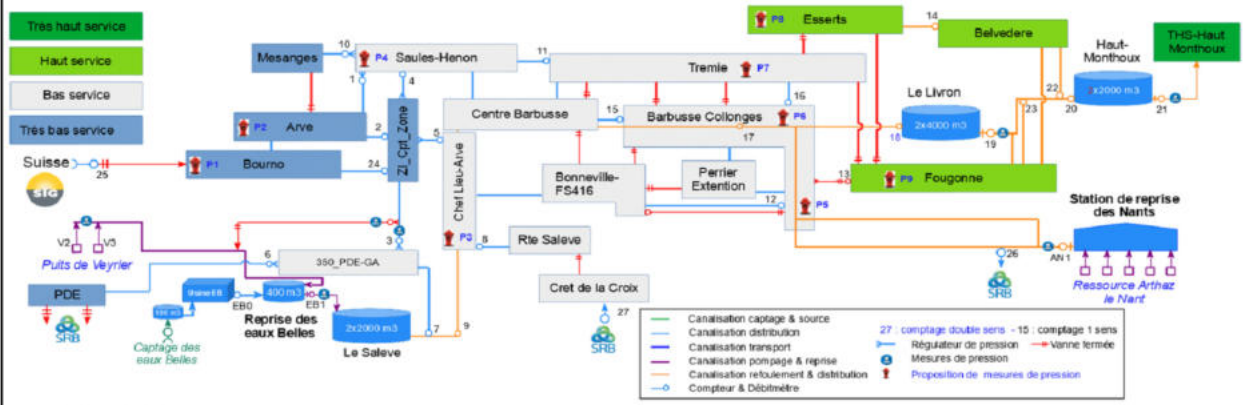 Très haut service
Haut service
Bas service
Très bas service
Suisse
SIG
25
Mesanges
10
P4 Saules-Henon
11
1
4
P2 Arve
2
P1 Bourno
24
ZI_Cpt_Zone
5
Centre Barbusse
15
Chet Lieu-Arve
P3
Tremie P7
16
Barbusse Collonges P6
17
Bonneville-
FS416
Perrier
Extention
12
P5
P8 Esserts
14
Belvedere
Haut-
Monthoux
2x2000 m3
THS-Haut
Monthoux
22
23
20
21
Le Livron
2x4000 m3
18
19
13
P9 Fougonne
Station de reprise
des Nants
AN 1
Ressource Arthaz
le Nant
26
SRB
V2
V3
Puits de Veyrier
3
6
350_PDE-GA
PDE
SRB
EB0
400 m3
EB1
Reprise des
eaux Belles
Captage des
eaux Belles
2x2000 m3
Le Saleve
7
9
8
Rte Saleve
Cret de la Croix
27
SRB
Canalisation captage & source
Canalisation distribution
Canalisation transport
Canalisation pompage & reprise
Canalisation refoulement & distribution
Compteur & Débitmètre
27 : comptage double sens - 15 : comptage 1 sens
Régulateur de pression
Vanne fermée
Mesures de pression
Proposition de mesures de pression